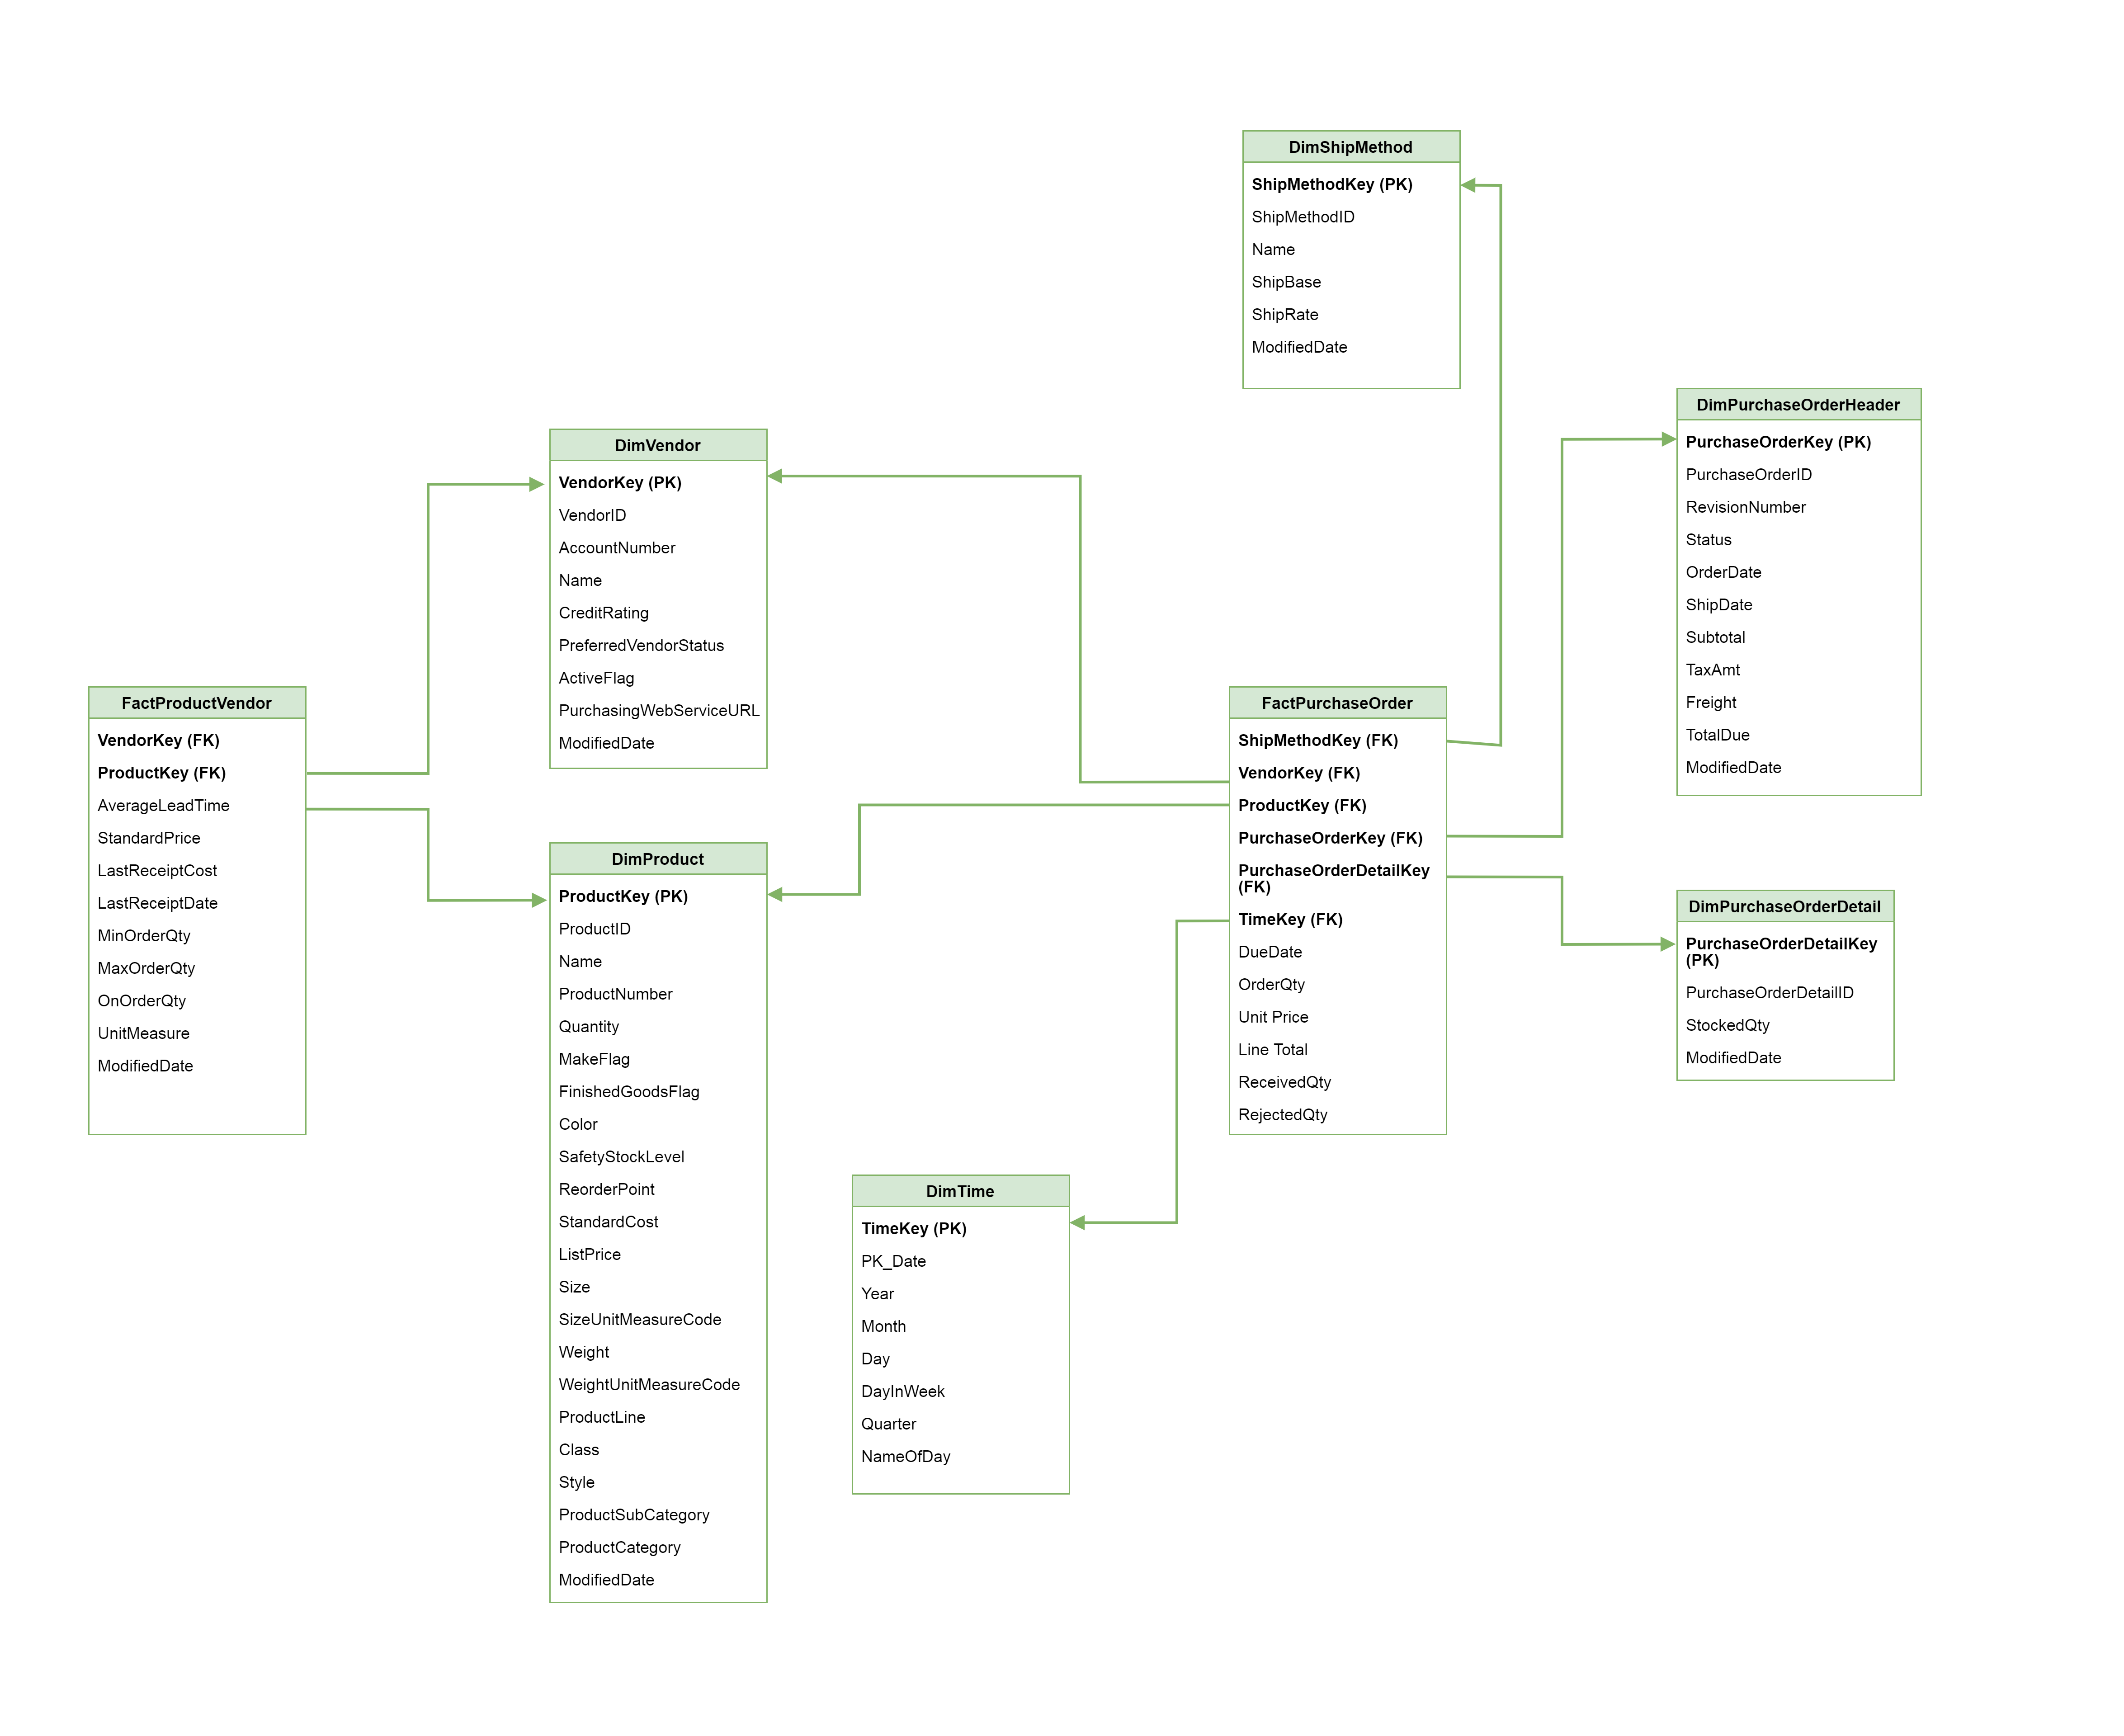 DimShipMethod
ShipMethodKey (PK)
ShipMethodID
Name
ShipBase
ShipRate
ModifiedDate
DimPurchaseOrderHeader
PurchaseOrderKey (PK)
PurchaseOrderID
RevisionNumber
Status
OrderDate
ShipDate
Subtotal
TaxAmt
Freight
TotalDue
ModifiedDate
DimVendor
VendorKey (PK)
VendorID
AccountNumber
Name
CreditRating
PreferredVendorStatus
ActiveFlag
PurchasingWebServiceURL
ModifiedDate
FactProductVendor
VendorKey (FK)
ProductKey (FK)
AverageLeadTime
StandardPrice
LastReceiptCost
LastReceiptDate
MinOrderQty
MaxOrderQty
OnOrderQty
UnitMeasure
ModifiedDate
FactPurchaseOrder
ShipMethodKey (FK)
VendorKey (FK)
ProductKey (FK)
PurchaseOrderKey (FK)
PurchaseOrderDetailKey
(FK)
TimeKey (FK)
DueDate
OrderQty
Unit Price
Line Total
ReceivedQty
RejectedQty
DimProduct
ProductKey (PK)
ProductID
Name
ProductNumber
Quantity
MakeFlag
FinishedGoodsFlag
Color
SafetyStockLevel
ReorderPoint
StandardCost
ListPrice
Size
SizeUnitMeasureCode
Weight
WeightUnitMeasureCode
ProductLine
Class
Style
ProductSubCategory
ProductCategory
ModifiedDate
DimPurchaseOrderDetail
PurchaseOrderDetailKey
(PK)
PurchaseOrderDetailID
StockedQty
ModifiedDate
DimTime
TimeKey (PK)
PK_Date
Year
Month
Day
DayInWeek
Quarter
NameOfDay